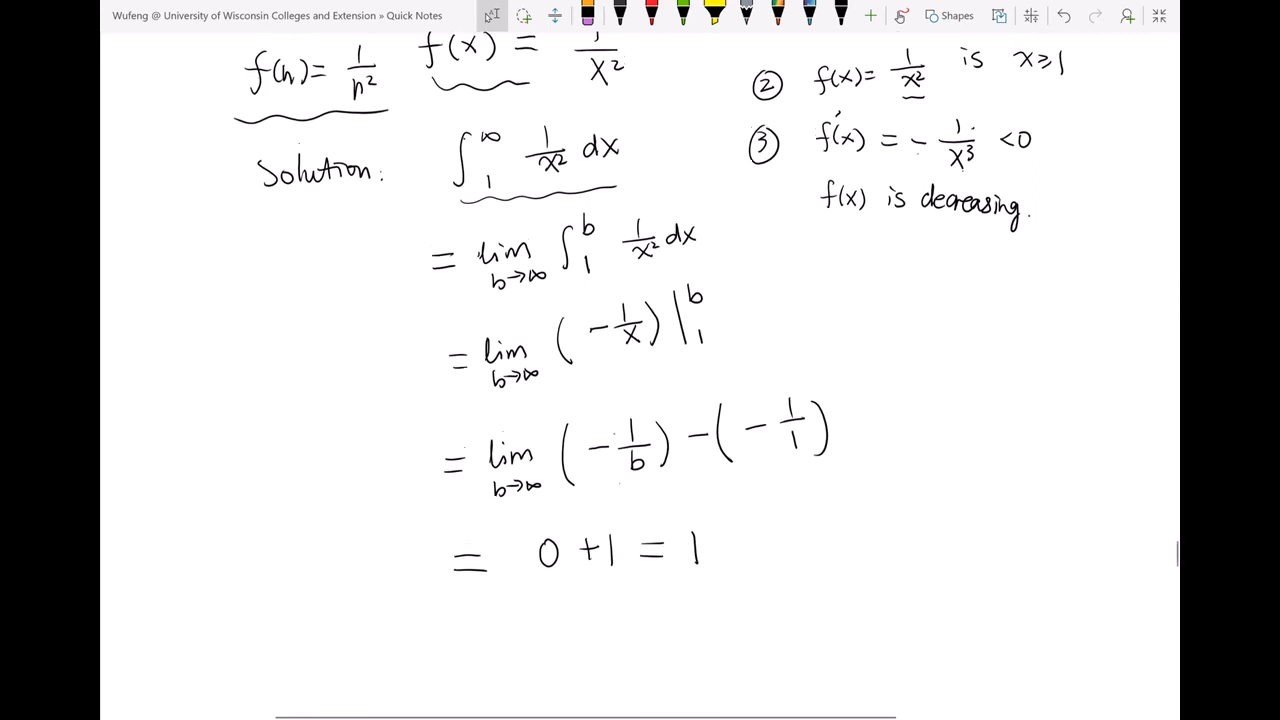 Wufeng @ University of Wisconsin Colleges and Extension » Quick Notes
Shapes
f(n) = 1/n² f(x) = 1/x²
② f(x) = 1/x² is x ≥ 1
③ f'(x) = - 1/x³ < 0
f(x) is decreasing.
Solution: ∫₁^∞ 1/x² dx
= lim b→∞ ∫₁^b 1/x² dx
= lim b→∞ ( - 1/x ) |₁^b
= lim b→∞ ( - 1/b ) - ( - 1/1 )
= 0 + 1 = 1